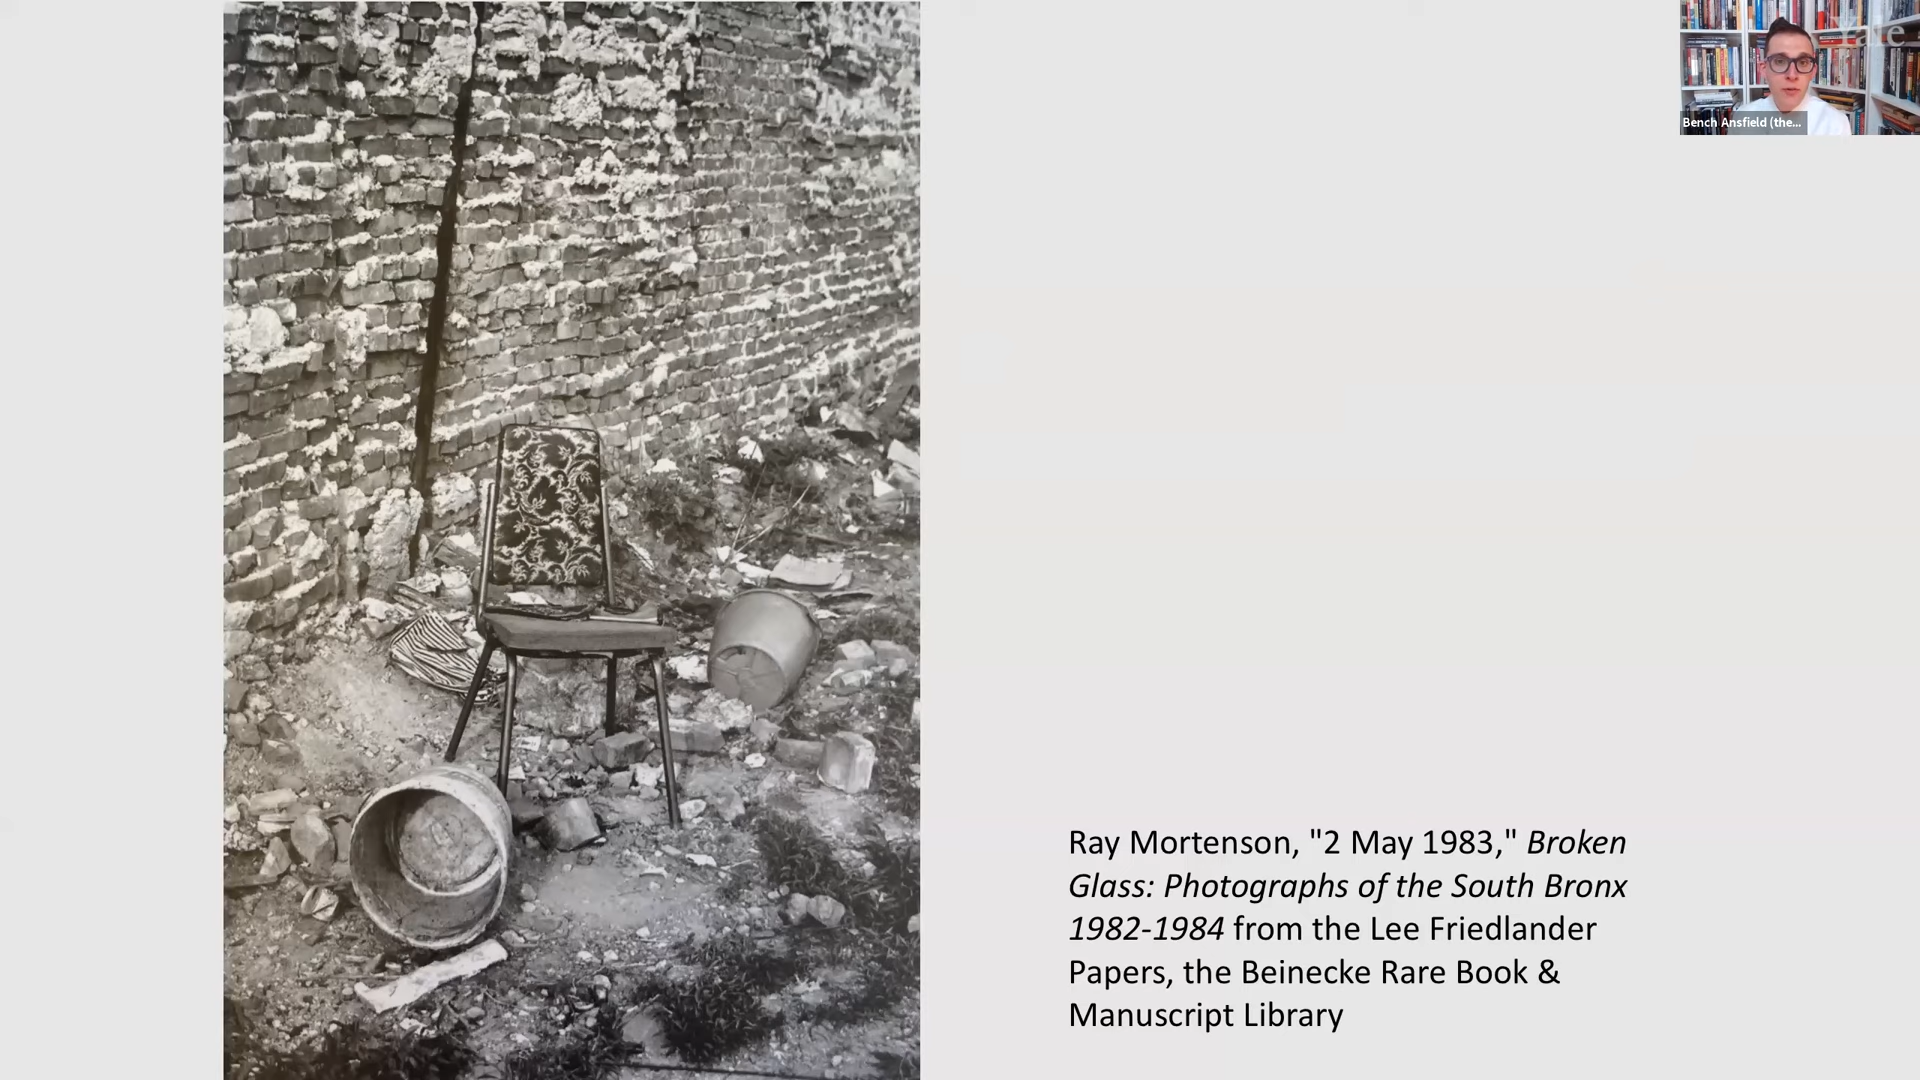 Yale
Bench Ansfield (the...
Ray Mortenson, "2 May 1983," Broken
Glass: Photographs of the South Bronx
1982-1984 from the Lee Friedlander
Papers, the Beinecke Rare Book &
Manuscript Library